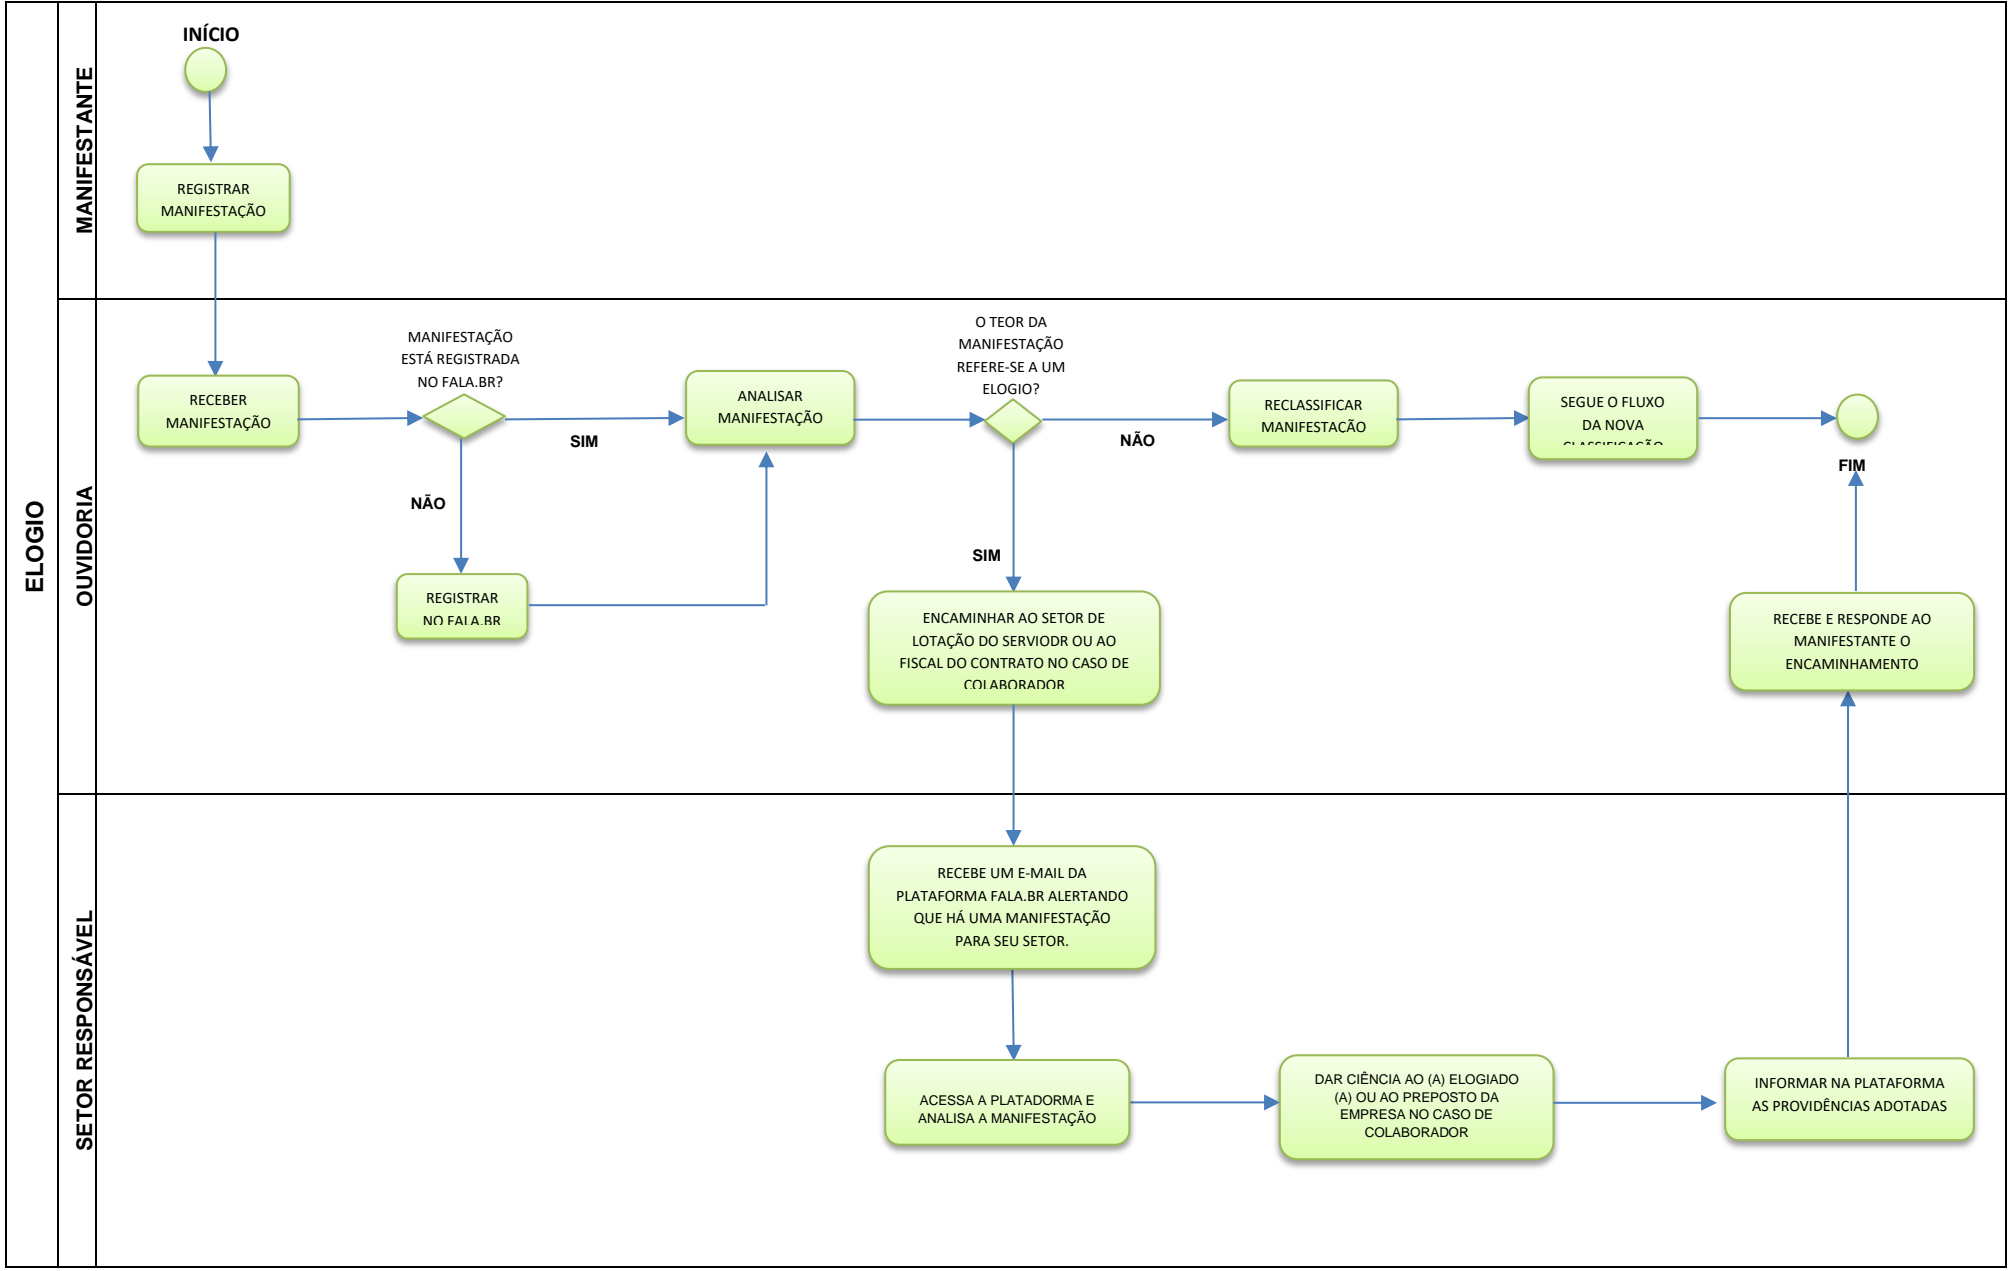 ELOGIO
MANIFESTANTE
INÍCIO
REGISTRAR
MANIFESTAÇÃO
OUVIDORIA
RECEBER
MANIFESTAÇÃO
MANIFESTAÇÃO
ESTÁ REGISTRADA
NO FALA.BR?
SIM
NÃO
REGISTRAR
NO FALA.BR
ANALISAR
MANIFESTAÇÃO
O TEOR DA
MANIFESTAÇÃO
REFERE-SE A UM
ELOGIO?
NÃO
SIM
RECLASSIFICAR
MANIFESTAÇÃO
SEGUE O FLUXO
DA NOVA
CLASSIFICAÇÃO
FIM
ENCAMINHAR AO SETOR DE
LOTAÇÃO DO SERVIODR OU AO
FISCAL DO CONTRATO NO CASO DE
COLABORADOR
RECEBE E RESPONDE AO
MANIFESTANTE O
ENCAMINHAMENTO
SETOR RESPONSÁVEL
RECEBE UM E-MAIL DA
PLATAFORMA FALA.BR ALERTANDO
QUE HÁ UMA MANIFESTAÇÃO
PARA SEU SETOR.
ACESSA A PLATADORMA E
ANALISA A MANIFESTAÇÃO
DAR CIÊNCIA AO (A) ELOGIADO
(A) OU AO PREPOSTO DA
EMPRESA NO CASO DE
COLABORADOR
INFORMAR NA PLATAFORMA
AS PROVIDÊNCIAS ADOTADAS